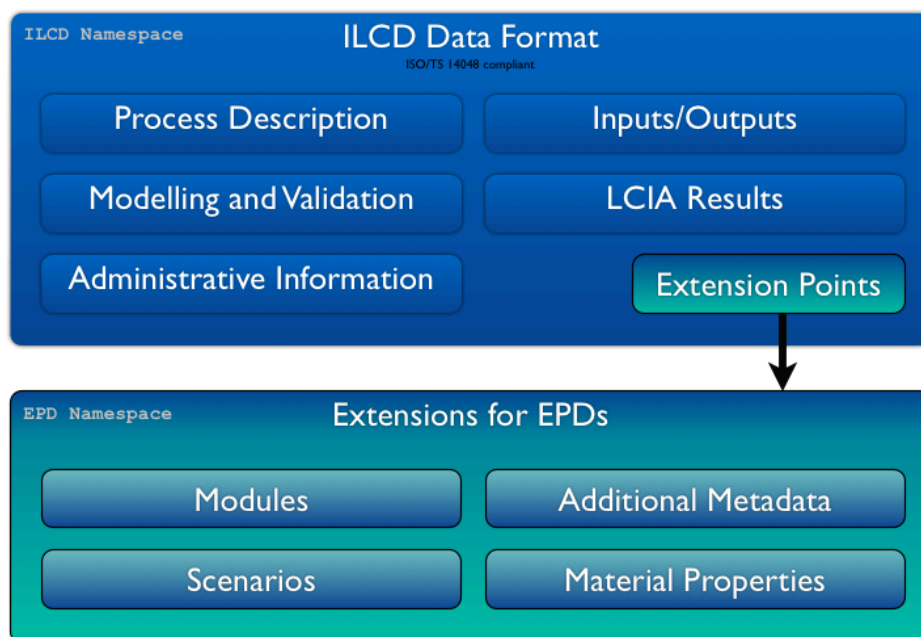 ILCD Namespace
ILCD Data Format
ISO/TS 14048 compliant
Process Description
Inputs/Outputs
Modelling and Validation
LCIA Results
Administrative Information
Extension Points
EPD Namespace
Extensions for EPDs
Modules
Additional Metadata
Scenarios
Material Properties